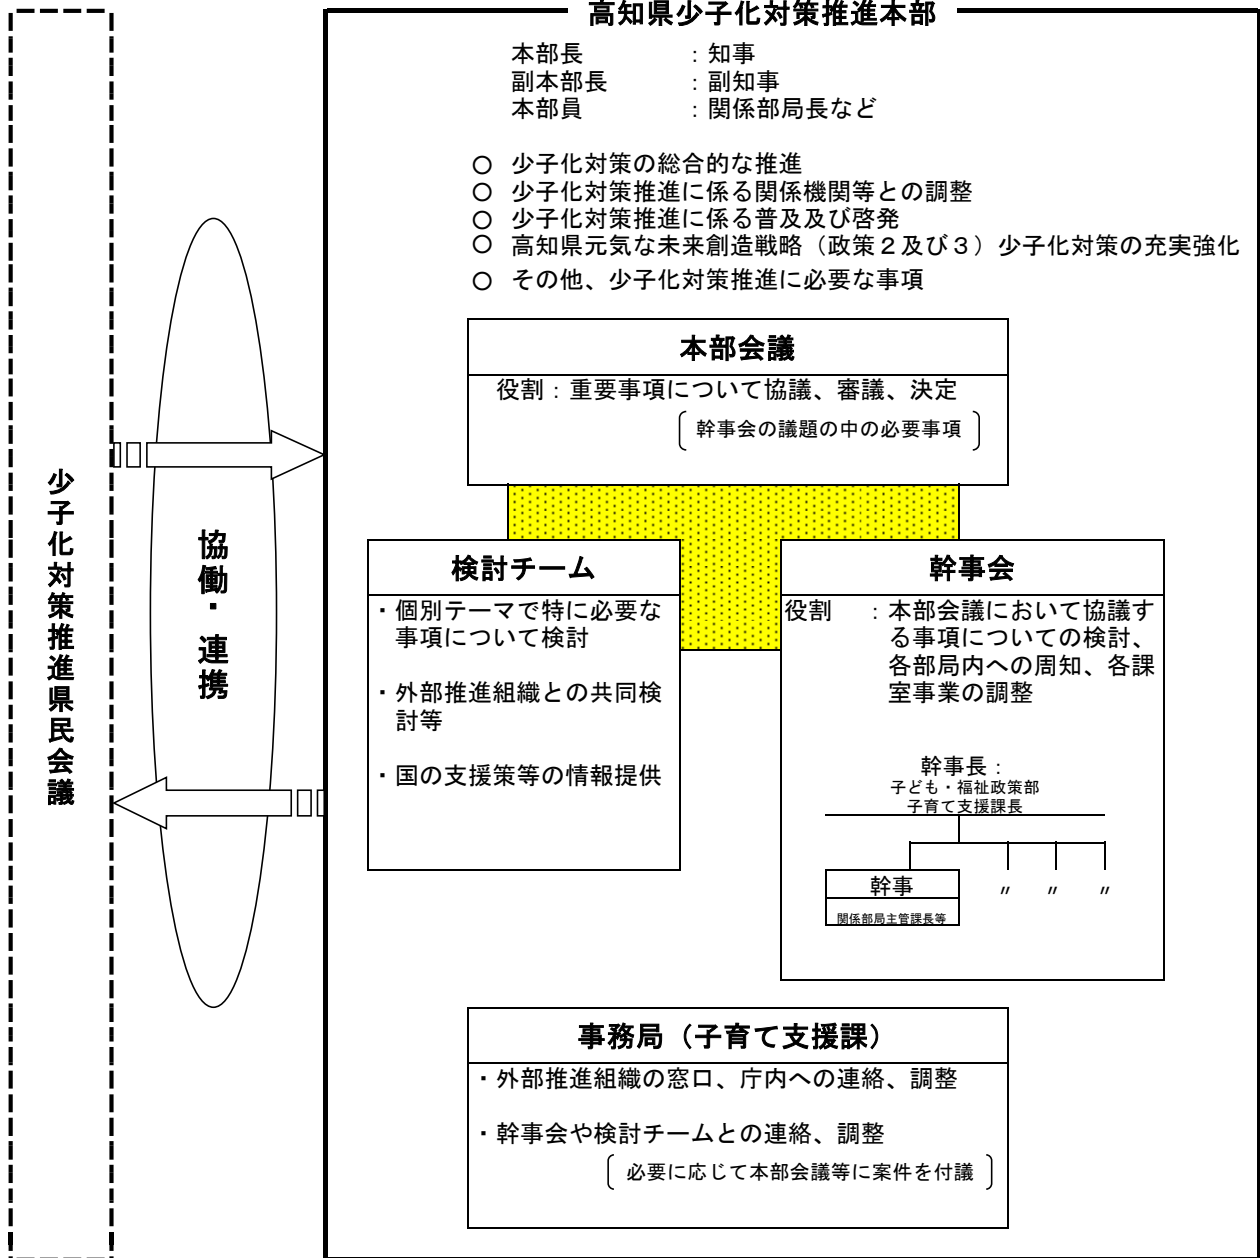 高知県少子化対策推進本部
本部長 ：知事
副本部長 ：副知事
本部員 ：関係部局長など
○ 少子化対策の総合的な推進
○ 少子化対策推進に係る関係機関等との調整
○ 少子化対策推進に係る普及及び啓発
○ 高知県元気な未来創造戦略（政策２及び３）少子化対策の充実強化
○ その他、少子化対策推進に必要な事項
少子化対策推進県民会議
協働・連携
本部会議
役割：重要事項について協議、審議、決定
〔幹事会の議題の中の必要事項〕
検討チーム
・個別テーマで特に必要な
事項について検討
・外部推進組織との共同検
討等
・国の支援策等の情報提供
幹事会
役割 ：本部会議において協議す
る事項についての検討、
各部局内への周知、各課
室事業の調整
幹事長：
子ども・福祉政策部
子育て支援課長
幹事 〃 〃 〃
関係部局主管課長等
事務局（子育て支援課）
・外部推進組織の窓口、庁内への連絡、調整
・幹事会や検討チームとの連絡、調整
〔必要に応じて本部会議等に案件を付議〕